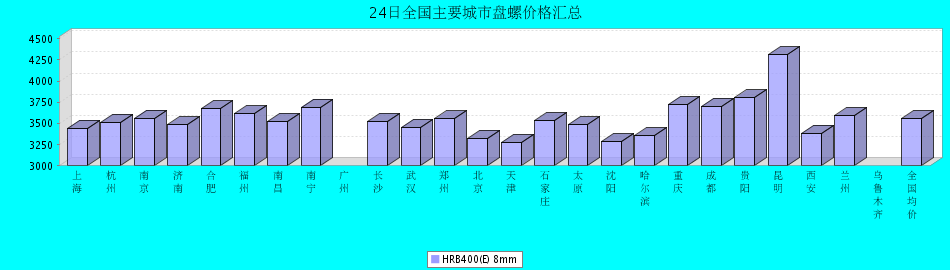 24日全国主要城市盘螺价格汇总
4500
4250
4000
3750
3500
3250
3000
上海
杭州
南京
济南
合肥
福州
南昌
南宁
广州
长沙
武汉
郑州
北京
天津
石家庄
太原
沈阳
哈尔滨
重庆
成都
贵阳
昆明
西安
兰州
乌鲁木齐
全国均价
HRB400(E) 8mm